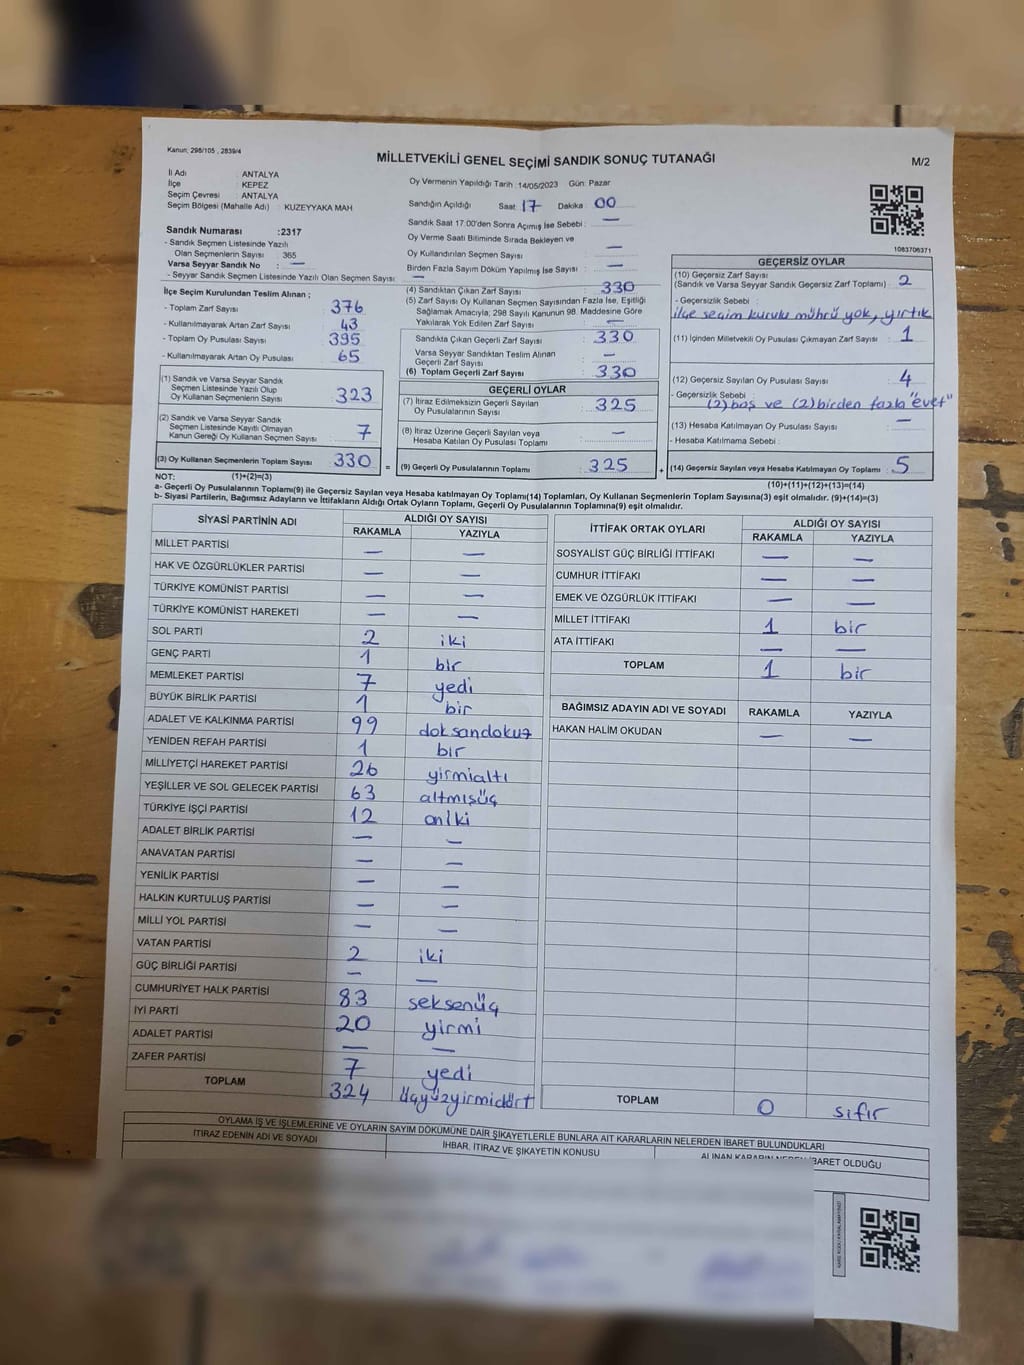 Kanun, 298/105 , 2839/4
MİLLETVEKİLİ GENEL SEÇİMİ SANDIK SONUÇ TUTANAĞI
M/2
İl Adı : ANTALYA
İlçe : KEPEZ
Seçim Çevresi : ANTALYA
Seçim Bölgesi (Mahalle Adı) : KUZEYYAKA MAH
Sandık Numarası :2317
- Sandık Seçmen Listesinde Yazılı
Olan Seçmenlerin Sayısı : 365
Varsa Seyyar Sandık No : —
- Seyyar Sandık Seçmen Listesinde Yazılı Olan Seçmen Sayısı : —
Oy Vermenin Yapıldığı Tarih :14/05/2023 Gün: Pazar
Sandığın Açıldığı Saat: 17 Dakika: 00
Sandık Saat 17:00'den Sonra Açımış İse Sebebi : —
Oy Verme Saati Bitiminde Sırada Bekleyen ve
Oy Kullandırılan Seçmen Sayısı : —
Birden Fazla Sayım Döküm Yapılmış İse Sayısı : —
1083706371
İlçe Seçim Kurulundan Teslim Alınan ;
- Toplam Zarf Sayısı : 376
- Kullanılmayarak Artan Zarf Sayısı : 43
- Toplam Oy Pusulası Sayısı : 395
- Kullanılmayarak Artan Oy Pusulası : 65
(1) Sandık ve Varsa Seyyar Sandık
Seçmen Listesinde Yazılı Olup
Oy Kullanan Seçmenlerin Sayısı : 323
(2) Sandık ve Varsa Seyyar Sandık
Seçmen Listesinde Kayıtlı Olmayan
Kanun Gereği Oy Kullanan Seçmen Sayısı : 7
(3) Oy Kullanan Seçmenlerin Toplam Sayısı : 330
(1)+(2)=(3)
(4) Sandıktan Çıkan Zarf Sayısı : 330
(5) Zarf Sayısı Oy Kullanan Seçmen Sayısından Fazla İse, Eşitliği
Sağlamak Amacıyla, 298 Sayılı Kanunun 98. Maddesine Göre
Yakılarak Yok Edilen Zarf Sayısı : —
Sandıkta Çıkan Geçerli Zarf Sayısı : 330
Varsa Seyyar Sandıktan Teslim Alınan
Geçerli Zarf Sayısı : —
(6) Toplam Geçerli Zarf Sayısı : 330
GEÇERLİ OYLAR
(7) İtiraz Edilmeksizin Geçerli Sayılan
Oy Pusulalarının Sayısı : 325
(8) İtiraz Üzerine Geçerli Sayılan veya
Hesaba Katılan Oy Pusulası Toplamı : —
= (9) Geçerli Oy Pusulalarının Toplamı : 325
GEÇERSİZ OYLAR
(10) Geçersiz Zarf Sayısı : 2
(Sandık ve Varsa Seyyar Sandık Geçersiz Zarf Toplamı)
- Geçersizlik Sebebi :
ilçe seçim kurulu mührü yok, yırtık
(11) İçinden Milletvekili Oy Pusulası Çıkmayan Zarf Sayısı : 1
(12) Geçersiz Sayılan Oy Pusulası Sayısı : 4
- Geçersizlik Sebebi :
(2) boş ve (2) birden fazla "evet"
(13) Hesaba Katılmayan Oy Pusulası Sayısı : —
- Hesaba Katılmama Sebebi :
+ (14) Geçersiz Sayılan veya Hesaba Katılmayan Oy Toplamı : 5
(10)+(11)+(12)+(13)=(14)
NOT:
a- Geçerli Oy Pusulasının Toplamı(9) ile Geçersiz Sayılan veya Hesaba katılmayan Oy Toplamı(14) Toplamları, Oy Kullanan Seçmenlerin Toplam Sayısına(3) eşit olmalıdır. (9)+(14)=(3)
b- Siyasi Partilerin, Bağımsız Adayların ve İttifakların Aldığı Ortak Oyların Toplamı, Geçerli Oy Pusulalarının Toplamına(9) eşit olmalıdır.
SİYASİ PARTİNİN ADI ALDIĞI OY SAYISI
RAKAMLA YAZIYLA
MİLLET PARTİSİ — —
HAK VE ÖZGÜRLÜKLER PARTİSİ — —
TÜRKİYE KOMÜNİST PARTİSİ — —
TÜRKİYE KOMÜNİST HAREKETİ — —
SOL PARTİ 2 iki
GENÇ PARTİ 1 bir
MEMLEKET PARTİSİ 7 yedi
BÜYÜK BİRLİK PARTİSİ 1 bir
ADALET VE KALKINMA PARTİSİ 99 doksandokuz
YENİDEN REFAH PARTİSİ 1 bir
MİLLİYETÇİ HAREKET PARTİSİ 26 yirmialtı
YEŞİLLER VE SOL GELECEK PARTİSİ 63 altmışüç
TÜRKİYE İŞÇİ PARTİSİ 12 oniki
ADALET BİRLİK PARTİSİ — —
ANAVATAN PARTİSİ — —
YENİLİK PARTİSİ — —
HALKIN KURTULUŞ PARTİSİ — —
MİLLİ YOL PARTİSİ — —
VATAN PARTİSİ 2 iki
GÜÇ BİRLİĞİ PARTİSİ — —
CUMHURİYET HALK PARTİSİ 83 seksenüç
İYİ PARTİ 20 yirmi
ADALET PARTİSİ — —
ZAFER PARTİSİ 7 yedi
TOPLAM 324 üçyüzyirmidört
İTTİFAK ORTAK OYLARI ALDIĞI OY SAYISI
RAKAMLA YAZIYLA
SOSYALİST GÜÇ BİRLİĞİ İTTİFAKI — —
CUMHUR İTTİFAKI — —
EMEK VE ÖZGÜRLÜK İTTİFAKI — —
MİLLET İTTİFAKI 1 bir
ATA İTTİFAKI — —
TOPLAM 1 bir
BAĞIMSIZ ADAYIN ADI VE SOYADI RAKAMLA YAZIYLA
HAKAN HALİM OKUDAN — —
TOPLAM 0 sıfır
OYLAMA İŞ VE İŞLEMLERİNE VE OYLARIN SAYIM DÖKÜMÜNE DAİR ŞİKAYETLERLE BUNLARA AİT KARARLARIN NELERDEN İBARET BULUNDUKLARI
İTİRAZ EDENİN ADI VE SOYADI
İHBAR, İTİRAZ VE ŞİKAYETİN KONUSU
ALINAN KARARIN NEDEN İBARET OLDUĞU